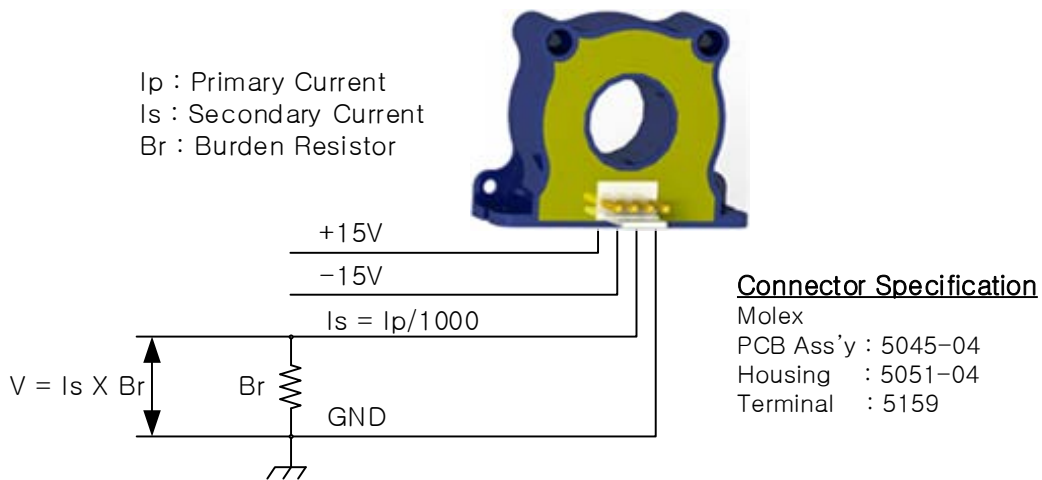 Ip : Primary Current
Is : Secondary Current
Br : Burden Resistor
+15V
-15V
Is = Ip/1000
V = Is X Br
Br
GND
Connector Specification
Molex
PCB Ass'y : 5045-04
Housing : 5051-04
Terminal : 5159